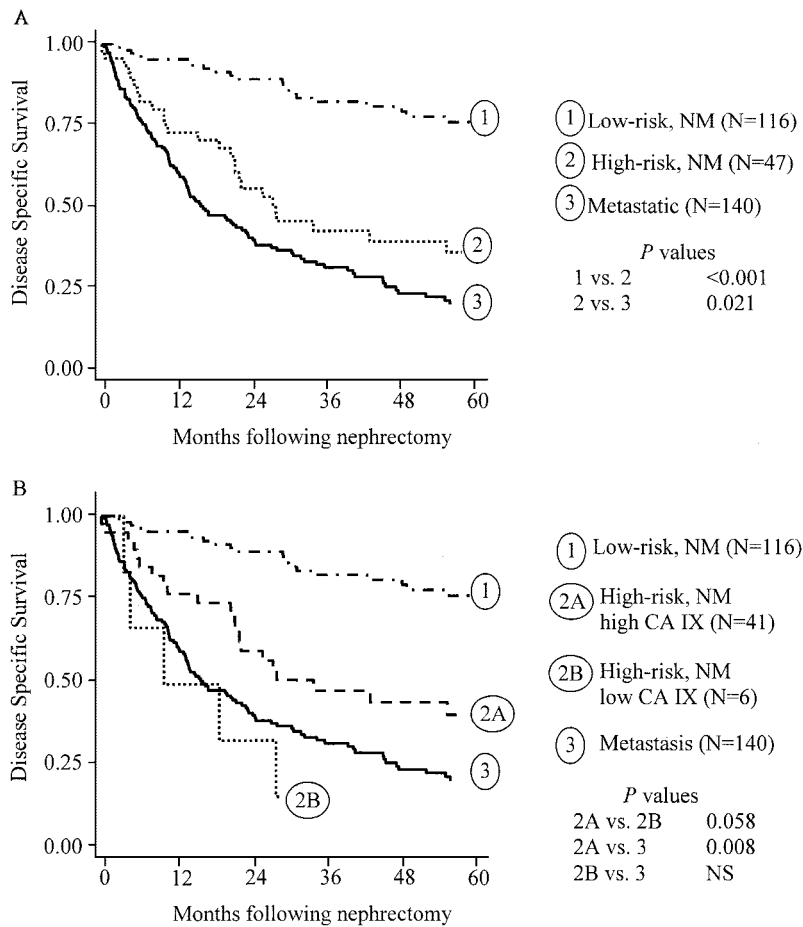 A
1.00
0.75
0.50
0.25
0.00
Disease Specific Survival
0 12 24 36 48 60
Months following nephrectomy
1
2
3
1 Low-risk, NM (N=116)
2 High-risk, NM (N=47)
3 Metastatic (N=140)
P values
1 vs. 2 <0.001
2 vs. 3 0.021
B
1.00
0.75
0.50
0.25
0.00
Disease Specific Survival
0 12 24 36 48 60
Months following nephrectomy
1
2A
3
2B
1 Low-risk, NM (N=116)
2A High-risk, NM
high CA IX (N=41)
2B High-risk, NM
low CA IX (N=6)
3 Metastasis (N=140)
P values
2A vs. 2B 0.058
2A vs. 3 0.008
2B vs. 3 NS